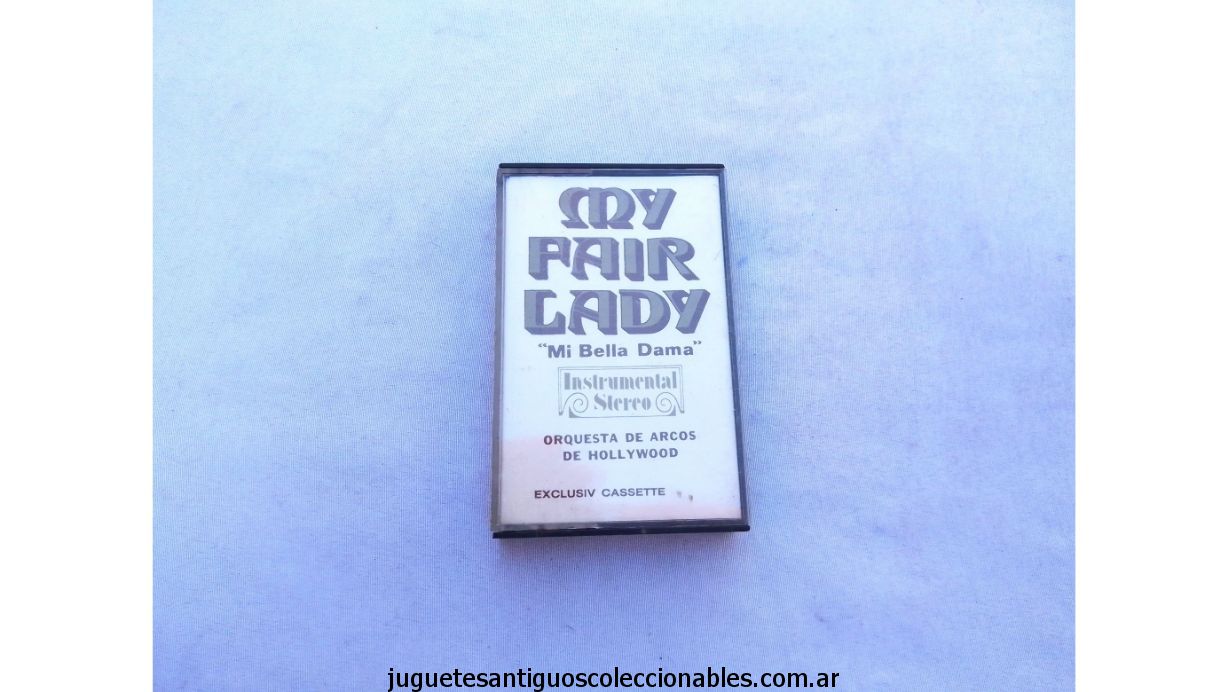 MY
FAIR
LADY
“Mi Bella Dama”
Instrumental
Stereo
ORQUESTA DE ARCOS
DE HOLLYWOOD
EXCLUSIV CASSETTE
juguetesantiguoscoleccionables.com.ar